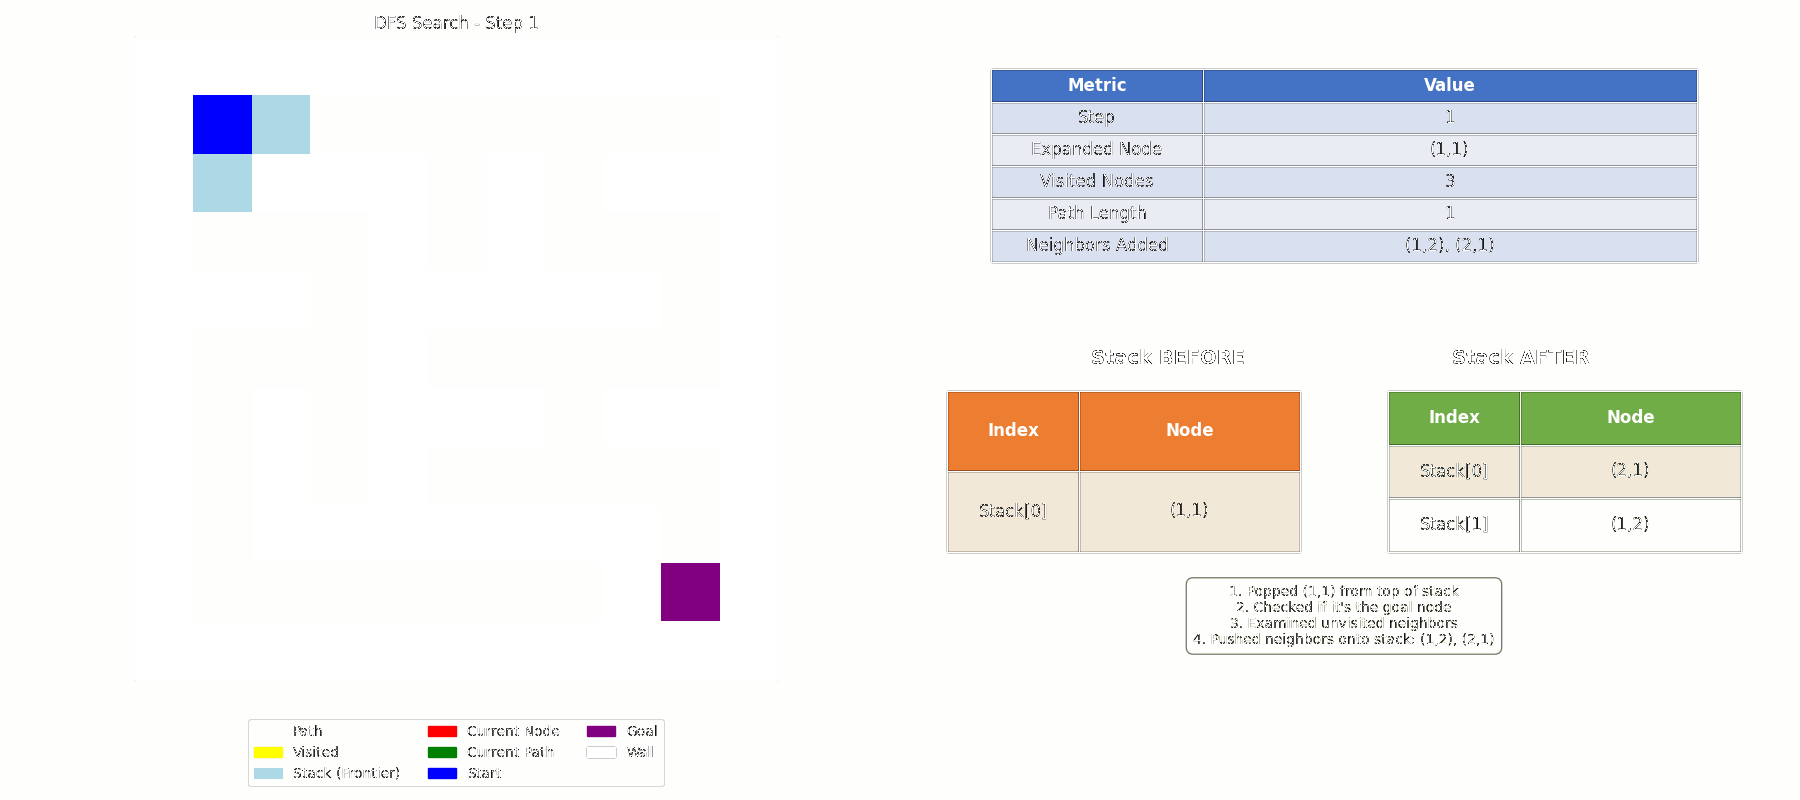 DFS Search - Step 1
Metric Value
Step 1
Expanded Node (1,1)
Visited Nodes 3
Path Length 1
Neighbors Added (1,2), (2,1)
Stack BEFORE
Index Node
Stack[0] (1,1)
Stack AFTER
Index Node
Stack[0] (2,1)
Stack[1] (1,2)
1. Popped (1,1) from top of stack
2. Checked if it's the goal node
3. Examined unvisited neighbors
4. Pushed neighbors onto stack: (1,2), (2,1)
Path
Visited
Stack (Frontier)
Current Node
Current Path
Start
Goal
Wall